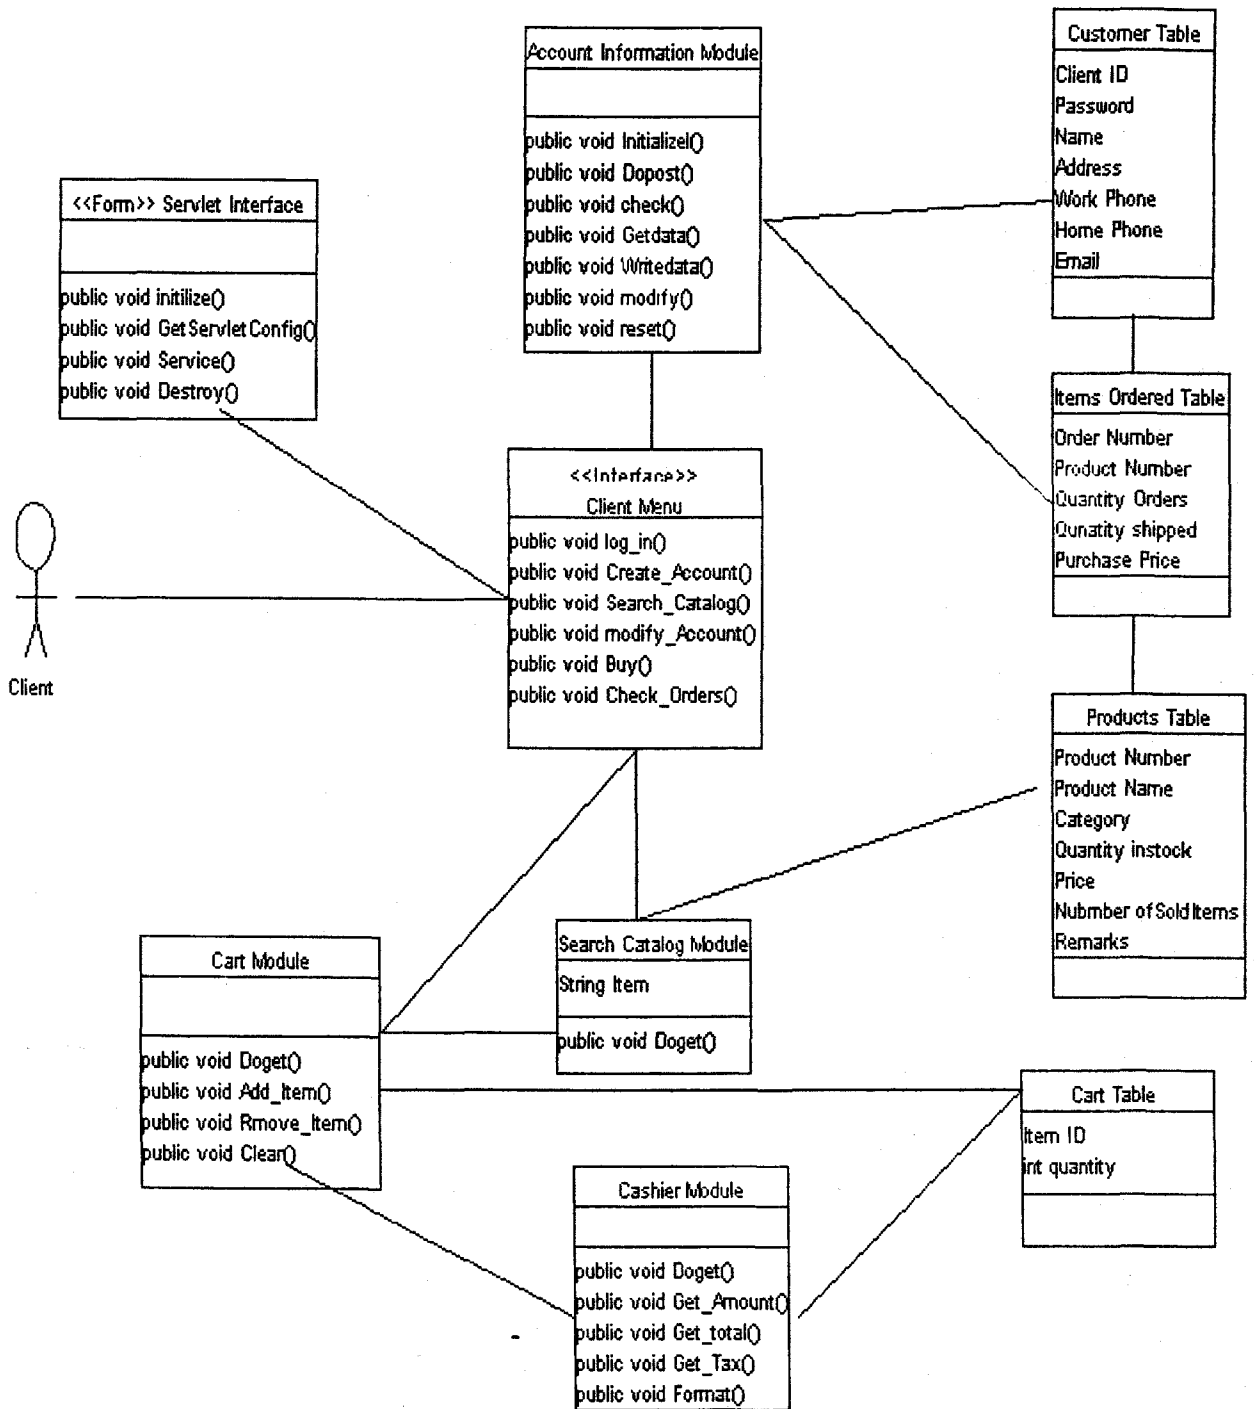 Account Information Module
public void Initializel()
public void Dopost()
public void check()
public void Getdata()
public void Writedata()
public void modify()
public void reset()
Customer Table
Client ID
Password
Name
Address
Work Phone
Home Phone
Email
<<Form>> Servlet Interface
public void initilize()
public void GetServletConfig()
public void Service()
public void Destroy()
Items Ordered Table
Order Number
Product Number
Quantity Orders
Qunatity shipped
Purchase Price
<<Interface>>
Client Menu
public void log_in()
public void Create_Account()
public void Search_Catalog()
public void modify_Account()
public void Buy()
public void Check_Orders()
Client
Products Table
Product Number
Product Name
Category
Quantity instock
Price
Nubmber of Sold Items
Remarks
Search Catalog Module
String Item
public void Doget()
Cart Module
public void Doget()
public void Add_Item()
public void Rmove_Item()
public void Clear()
Cart Table
Item ID
int quantity
Cashier Module
public void Doget()
public void Get_Amount()
public void Get_total()
public void Get_Tax()
public void Format()